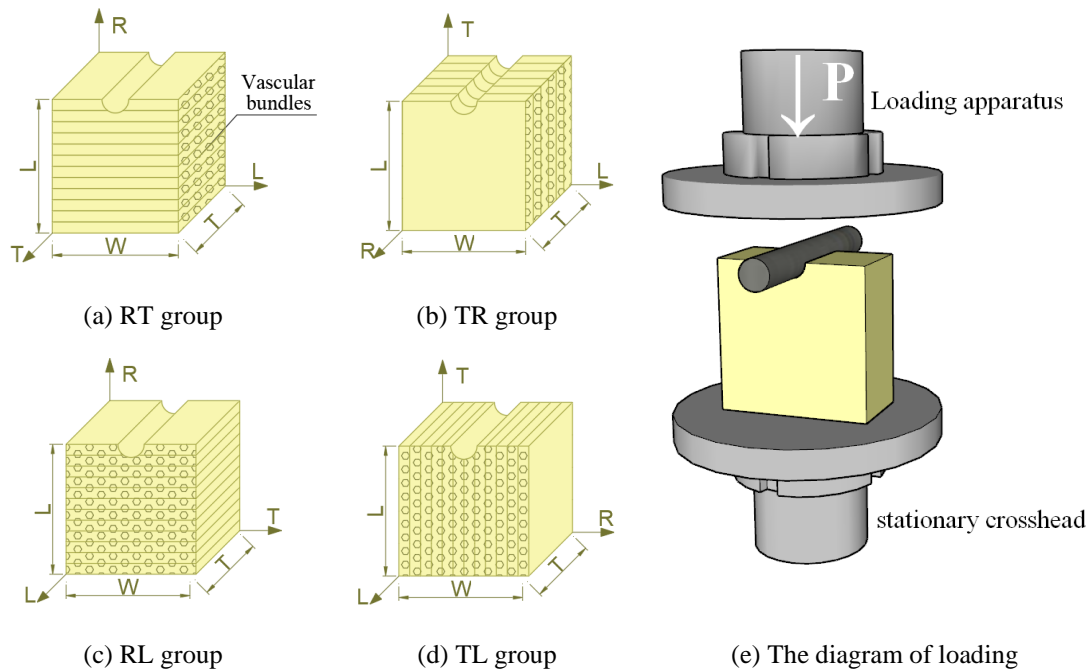 R
Vascular
bundles
L
L
T
T
W
(a) RT group
T
L
L
T
R
W
(b) TR group
P
Loading apparatus
R
L
T
T
L
W
(c) RL group
T
L
R
T
L
W
(d) TL group
stationary crosshead
(e) The diagram of loading